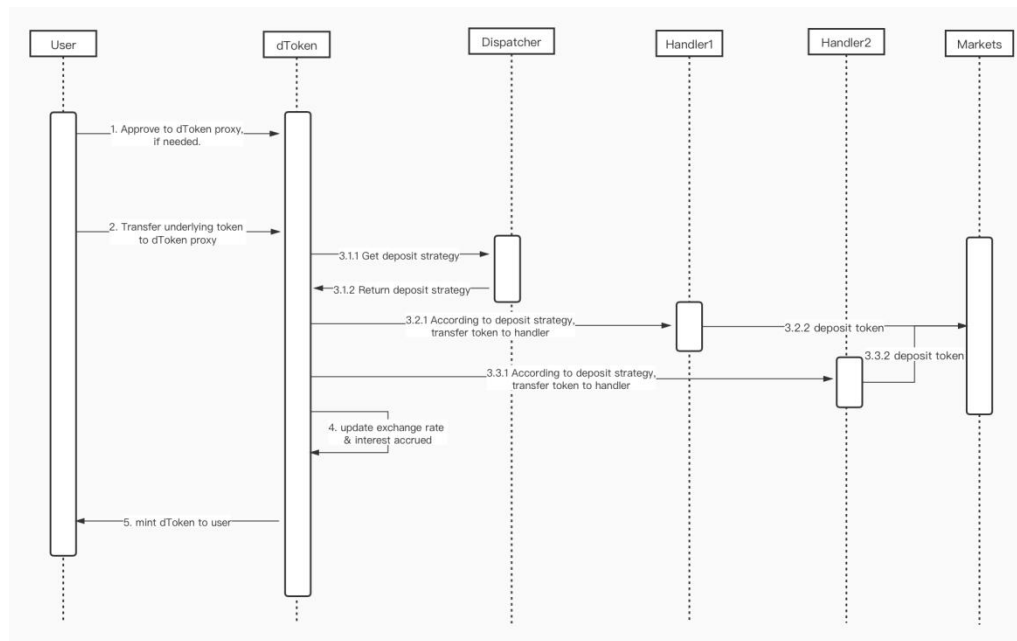 User
dToken
Dispatcher
Handler1
Handler2
Markets
1. Approve to dToken proxy,
if needed.
2. Transfer underlying token
to dToken proxy
3.1.1 Get deposit strategy
3.1.2 Return deposit strategy
3.2.1 According to deposit strategy,
transfer token to handler
3.2.2 deposit token
3.3.2 deposit token
3.3.1 According to deposit strategy,
transfer token to handler
4. update exchange rate
& interest accrued
5. mint dToken to user